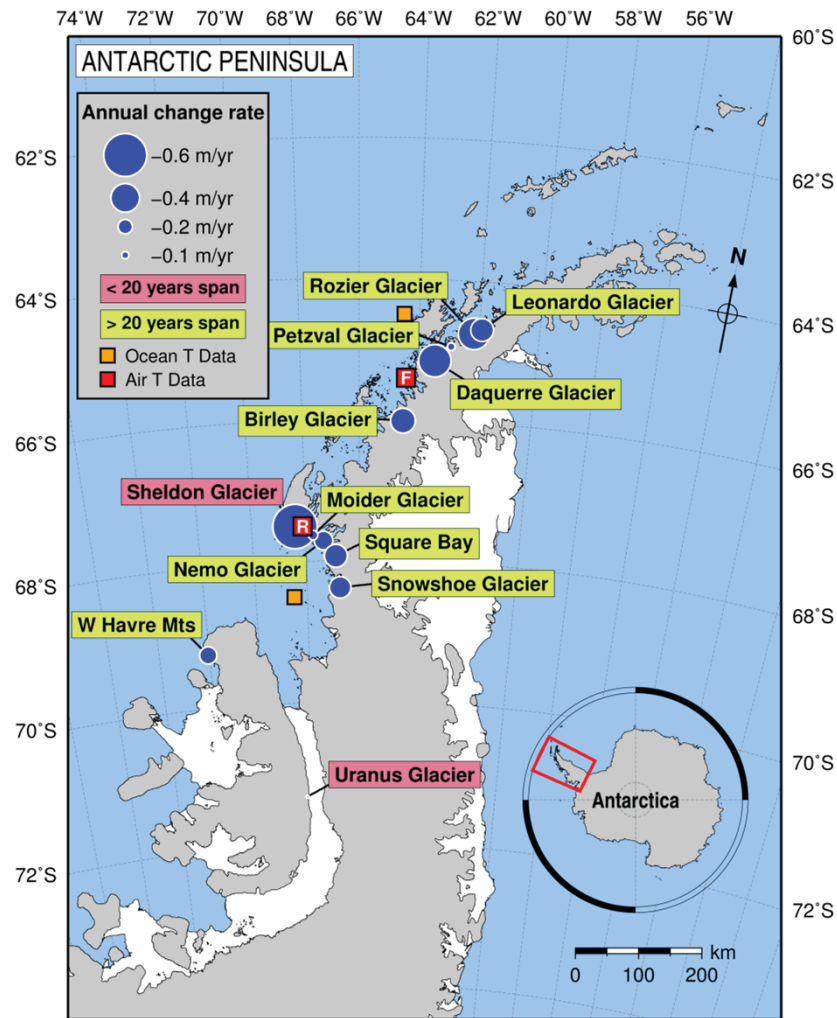 74°W 72°W 70°W 68°W 66°W 64°W 62°W 60°W 58°W 56°W
60°S
ANTARCTIC PENINSULA
Annual change rate
−0.6 m/yr
−0.4 m/yr
−0.2 m/yr
−0.1 m/yr
< 20 years span
> 20 years span
Ocean T Data
Air T Data
62°S
62°S
N
64°S
64°S
Rozier Glacier
Leonardo Glacier
Petzval Glacier
F
Daquerre Glacier
Birley Glacier
66°S
66°S
Sheldon Glacier
Moider Glacier
R
Square Bay
Nemo Glacier
Snowshoe Glacier
68°S
68°S
W Havre Mts
70°S
70°S
Uranus Glacier
Antarctica
72°S
72°S
km
0 100 200